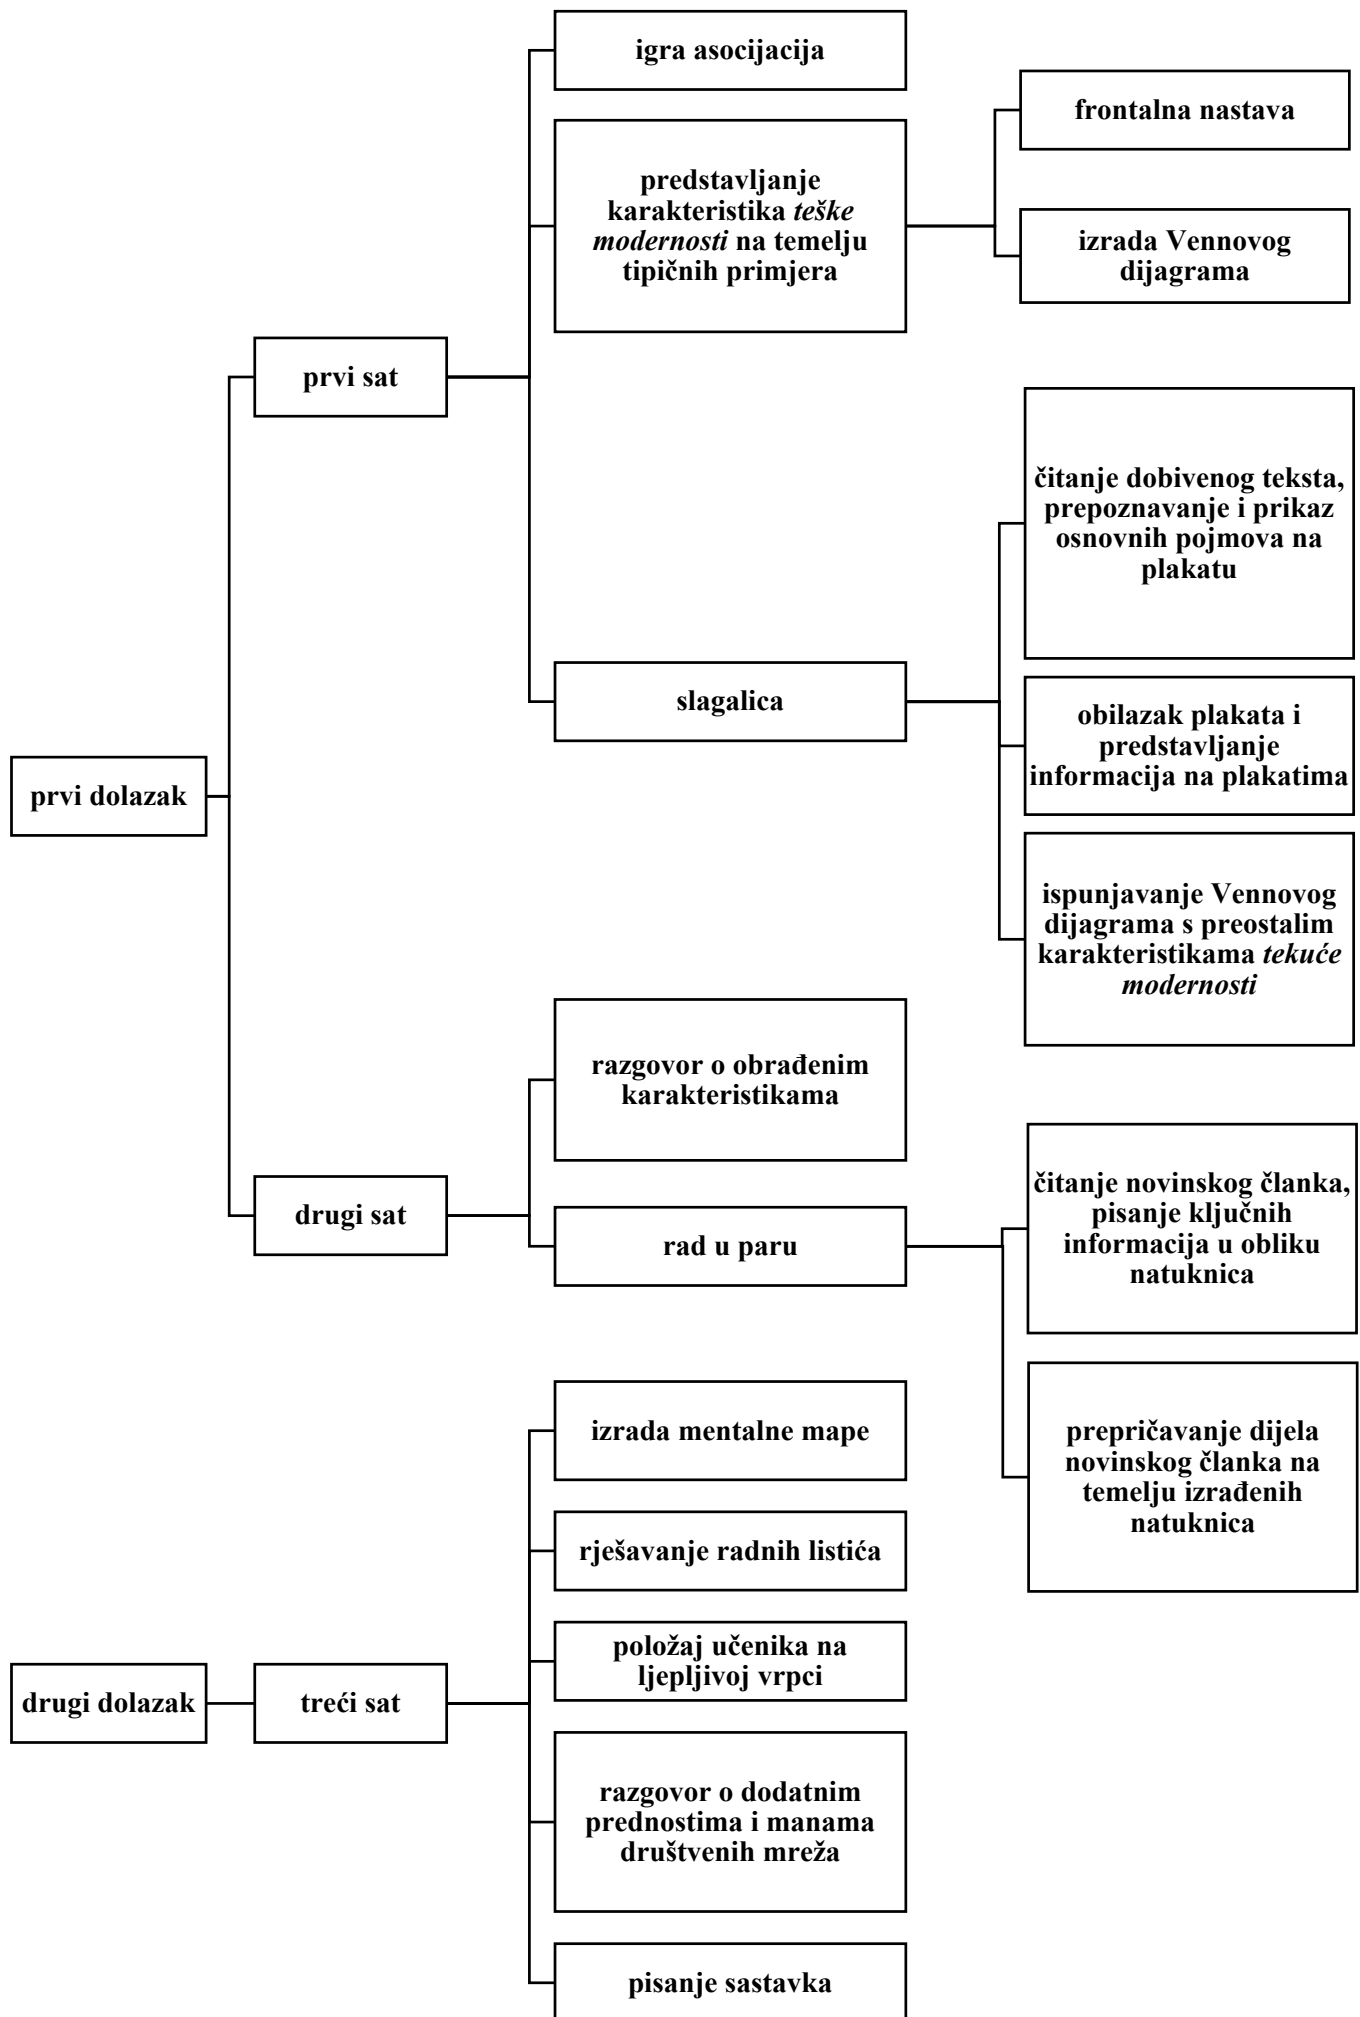 prvi dolazak
prvi sat
igra asocijacija
predstavljanje
karakteristika teške
modernosti na temelju
tipičnih primjera
frontalna nastava
izrada Vennovog
dijagrama
slagalica
čitanje dobivenog teksta,
prepoznavanje i prikaz
osnovnih pojmova na
plakatu
obilazak plakata i
predstavljanje
informacija na plakatima
ispunjavanje Vennovog
dijagrama s preostalim
karakteristikama tekuće
modernosti
drugi sat
razgovor o obrađenim
karakteristikama
rad u paru
čitanje novinskog članka,
pisanje ključnih
informacija u obliku
natuknica
prepričavanje dijela
novinskog članka na
temelju izrađenih
natuknica
drugi dolazak
treći sat
izrada mentalne mape
rješavanje radnih listića
položaj učenika na
ljepljivoj vrpci
razgovor o dodatnim
prednostima i manama
društvenih mreža
pisanje sastavka